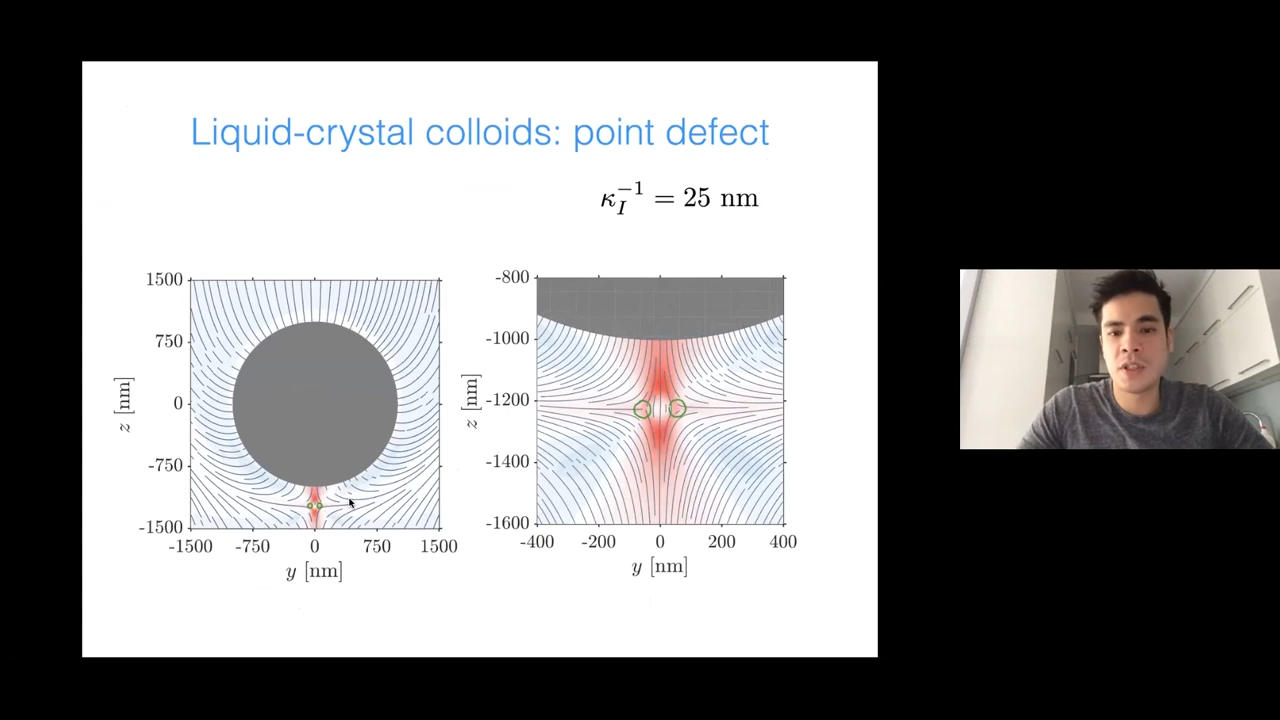 Liquid-crystal colloids: point defect
κ_I^{-1} = 25 nm
1500
750
0
-750
-1500
z [nm]
-1500 -750 0 750 1500
y [nm]
-800
-1000
-1200
-1400
-1600
z [nm]
-400 -200 0 200 400
y [nm]